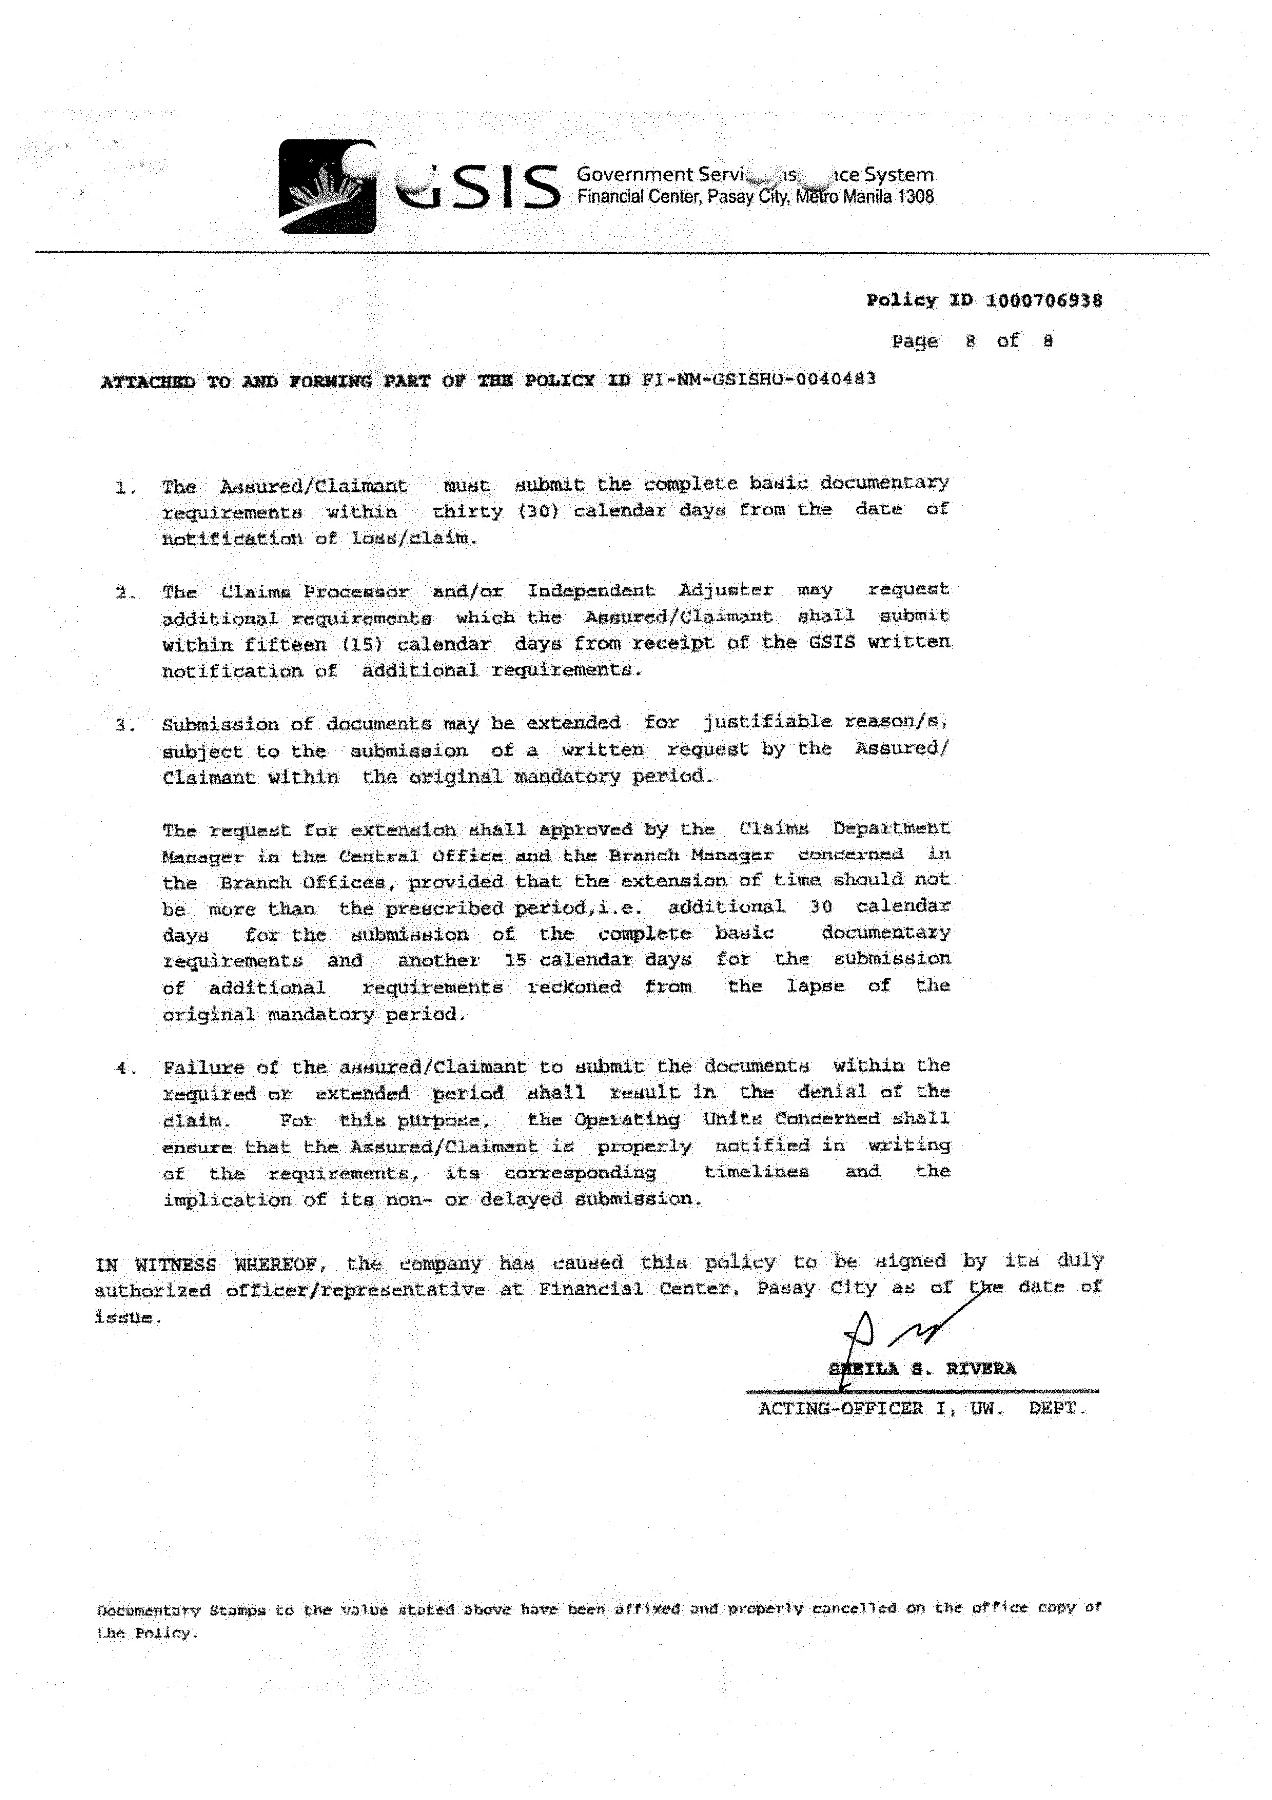 GSIS
Government Servi is ice System
Financial Center, Pasay City, Metro Manila 1308
Policy ID 1000706938
Page 8 of 8
ATTACHED TO AND FORMING PART OF THE POLICY ID FI-NM-GSISHO-0040483
1. The Assured/Claimant must submit the complete basic documentary
requirements within thirty (30) calendar days from the date of
notification of Loss/claim.
2. The Claims Processor and/or Independent Adjuster may request
additional requirements which the Assured/Claimant shall submit
within fifteen (15) calendar days from receipt of the GSIS written
notification of additional requirements.
3. Submission of documents may be extended for justifiable reason/s,
subject to the submission of a written request by the Assured/
Claimant within the original mandatory period.
The request for extension shall approved by the Claims Department
Manager in the Central Office and the Branch Manager concerned in
the Branch Offices, provided that the extension of time should not
be more than the prescribed period,i.e. additional 30 calendar
days for the submission of the complete basic documentary
requirements and another 15 calendar days for the submission
of additional requirements reckoned from the lapse of the
original mandatory period.
4. Failure of the assured/Claimant to submit the documents within the
required or extended period shall result in the denial of the
claim. For this purpose, the Operating Units Concerned shall
ensure that the Assured/Claimant is properly notified in writing
of the requirements, its corresponding timelines and the
implication of its non- or delayed submission.
IN WITNESS WHEREOF, the company has caused this policy to be signed by its duly
authorized officer/representative at Financial Center, Pasay City as of the date of
issue.
SHEILA S. RIVERA
ACTING-OFFICER I, UW. DEPT.
Documentary Stamps to the value stated above have been affixed and properly cancelled on the office copy of
the Policy.